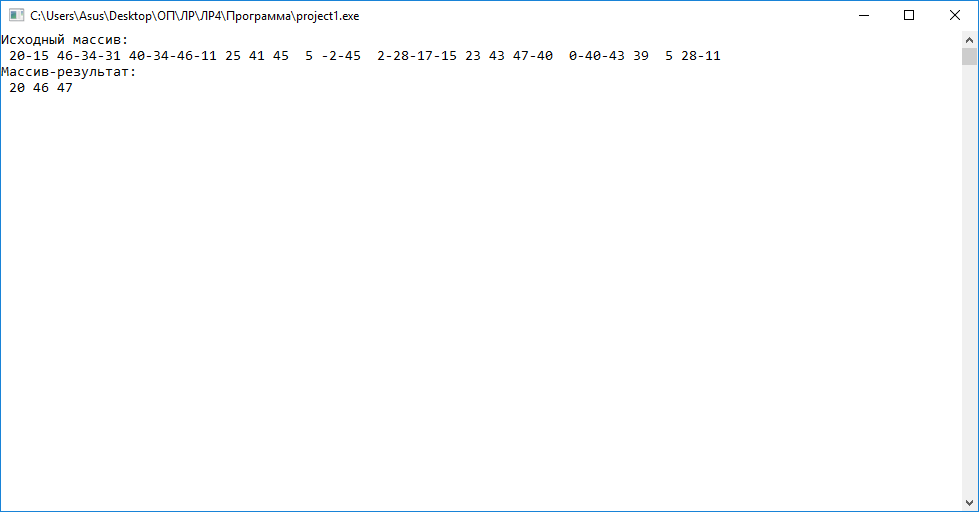 C:\Users\Asus\Desktop\ОП\ЛР\ЛР4\Программа\project1.exe
Исходный массив:
 20-15 46-34-31 40-34-46-11 25 41 45  5 -2-45  2-28-17-15 23 43 47-40  0-40-43 39  5 28-11
Массив-результат:
 20 46 47